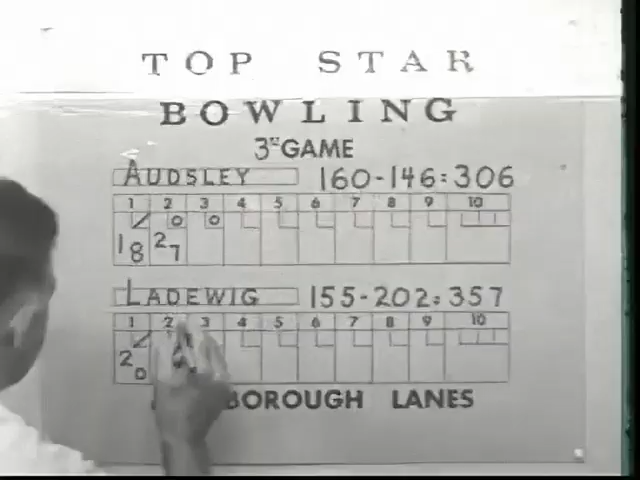 TOP STAR
BOWLING
3RD GAME
AUDSLEY 160-146=306
1 2 3 4 5 6 7 8 9 10
/ 0 0
18 27
LADEWIG 155-202=357
1 2 3 4 5 6 7 8 9 10
/
20
BOROUGH LANES